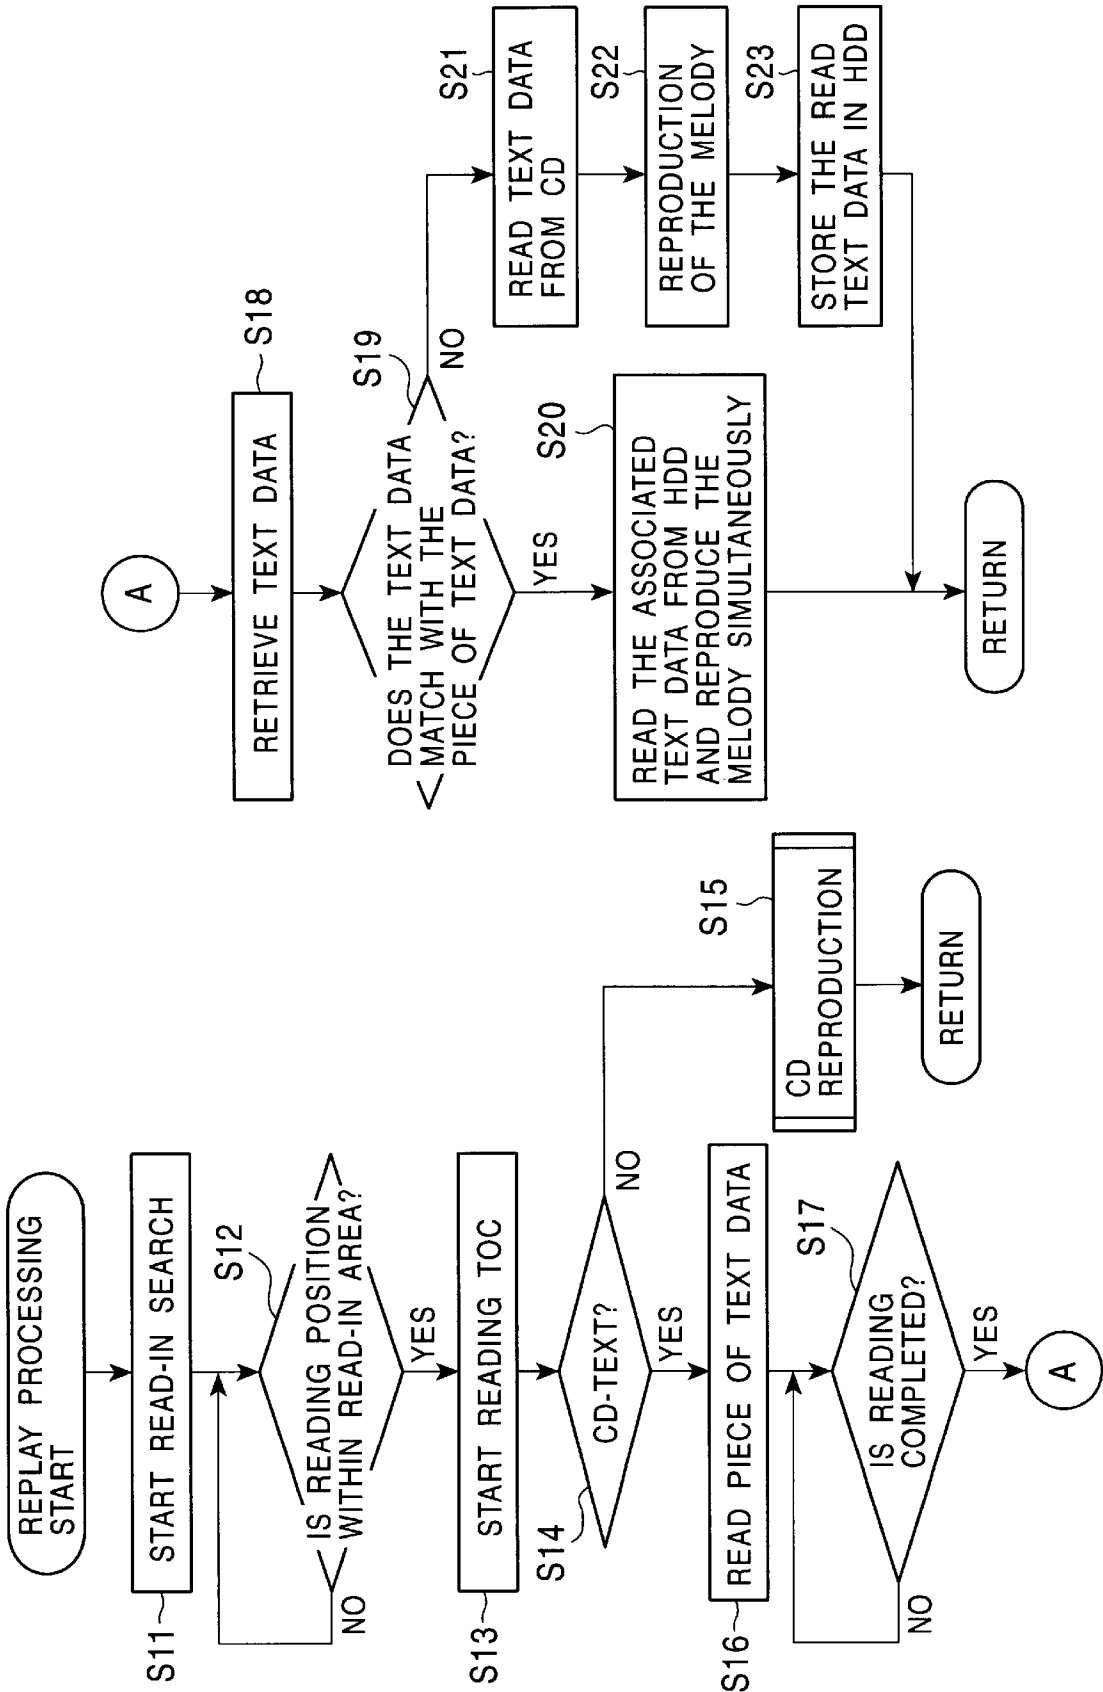 REPLAY PROCESSING
START
S11
START READ-IN SEARCH
S12
IS READING POSITION
WITHIN READ-IN AREA?
NO
YES
S13
START READING TOC
S14
CD-TEXT?
NO
YES
S15
CD
REPRODUCTION
RETURN
S16
READ PIECE OF TEXT DATA
S17
IS READING
COMPLETED?
NO
YES
A
A
S18
RETRIEVE TEXT DATA
S19
DOES THE TEXT DATA
MATCH WITH THE
PIECE OF TEXT DATA?
NO
YES
S20
READ THE ASSOCIATED
TEXT DATA FROM HDD
AND REPRODUCE THE
MELODY SIMULTANEOUSLY
S21
READ TEXT DATA
FROM CD
S22
REPRODUCTION
OF THE MELODY
S23
STORE THE READ
TEXT DATA IN HDD
RETURN